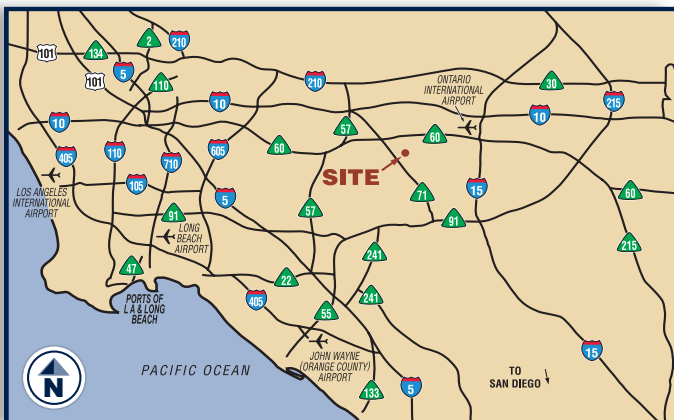 101
134
2
210
5
101
110
210
30
ONTARIO
INTERNATIONAL
AIRPORT
10
215
10
10
57
60
60
405
110
710
605
SITE
LOS ANGELES
INTERNATIONAL
AIRPORT
105
5
71
15
60
91
57
91
LONG
BEACH
AIRPORT
241
215
47
22
PORTS OF
L A & LONG
BEACH
405
241
55
15
JOHN WAYNE
(ORANGE COUNTY)
AIRPORT
PACIFIC OCEAN
TO
SAN DIEGO
N
133
5